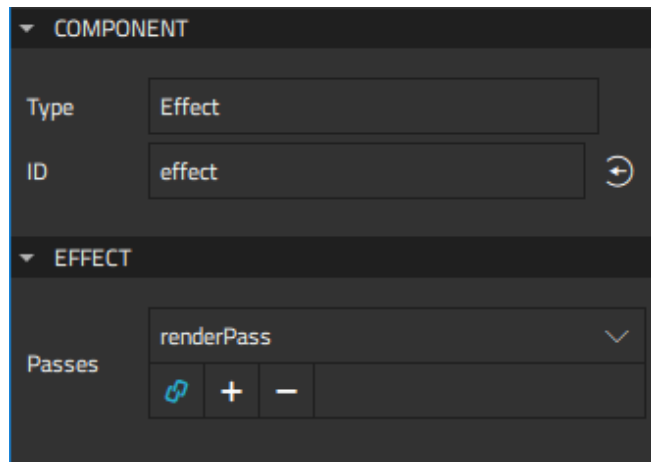 COMPONENT
Type Effect
ID effect
EFFECT
renderPass
Passes